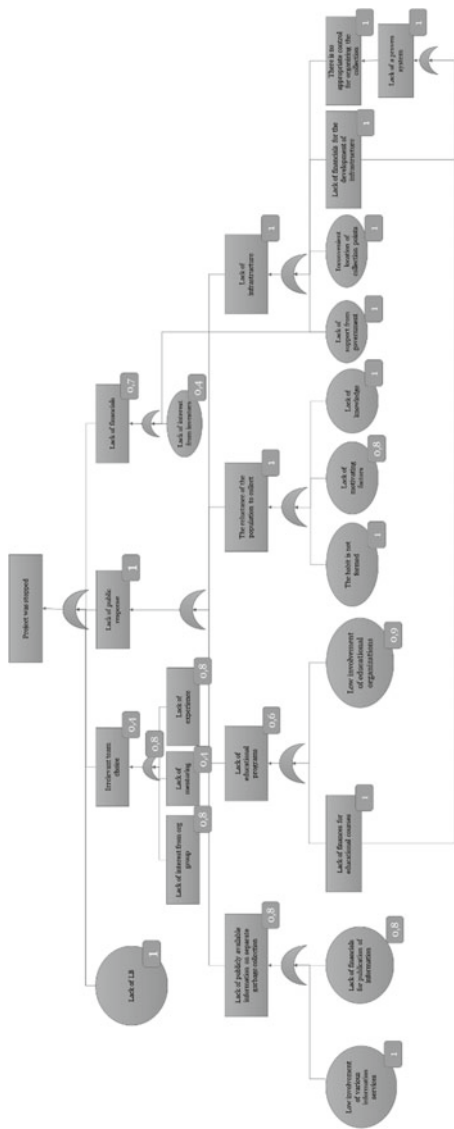 Project was stopped
Lack of LR
1
Irrelevant team
choice
0,4
Lack of public
response
1
Lack of financials
0,7
0,8
Lack of interest from org
group
0,8
Lack of
mentoring
0,4
Lack of
experience
0,8
Lack of interest
from investors
0,4
Lack of publicly available
information on separate
garbage collection
0,8
Lack of
educational
programs
0,6
The reluctance of the
population to collect
1
Lack of
infrastructure
1
Low involvement
of various
information
services
1
Lack of financials
for publication of
information
0,8
Lack of finances for
educational courses
1
Low involvement
of educational
organizations
0,9
The habit is not
formed
1
Lack of
motivating
factors
0,8
Lack of
knowledge
1
Lack of
support from
government
1
Inconvenient
location of
collection points
1
Lack of financials for the
development of
infrastructure
1
There is no
appropriate control
for organizing the
collection
1
Lack of a process
system
1